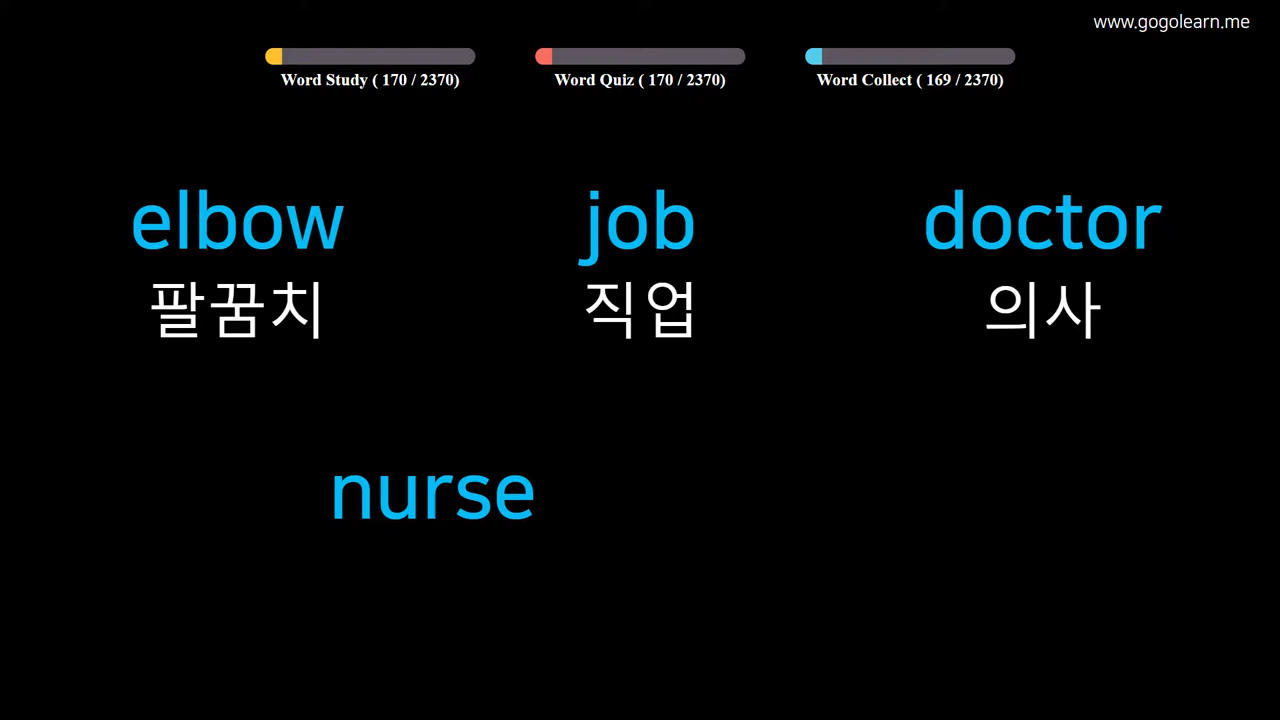 www.gogolearn.me
Word Study ( 170 / 2370)
Word Quiz ( 170 / 2370)
Word Collect ( 169 / 2370)
elbow
팔꿈치
job
직업
doctor
의사
nurse